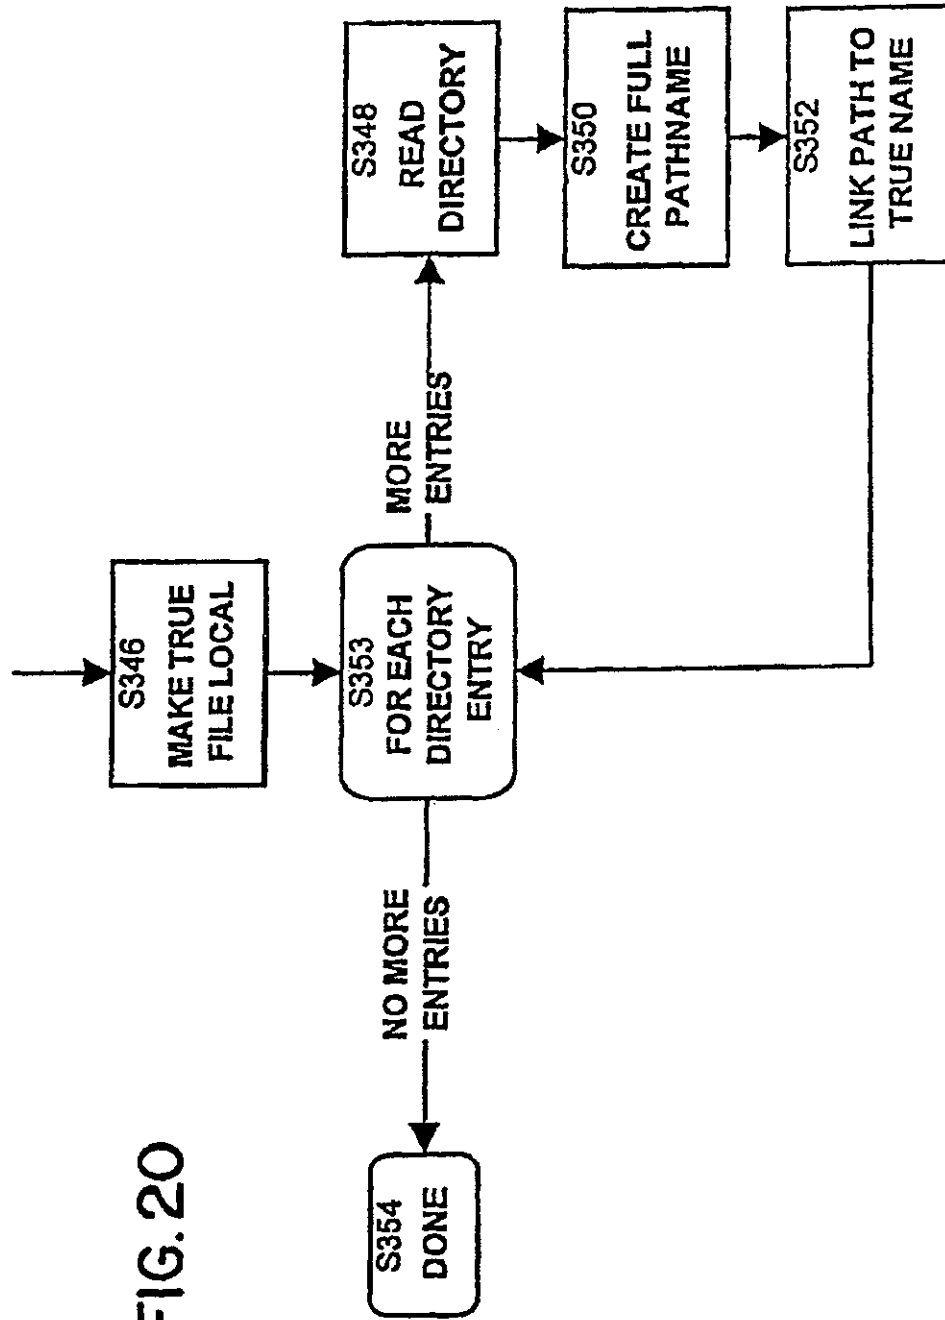 S346
MAKE TRUE
FILE LOCAL
S353
FOR EACH
DIRECTORY
ENTRY
MORE
ENTRIES
S348
READ
DIRECTORY
S350
CREATE FULL
PATHNAME
S352
LINK PATH TO
TRUE NAME
NO MORE
ENTRIES
S354
DONE
FIG. 20